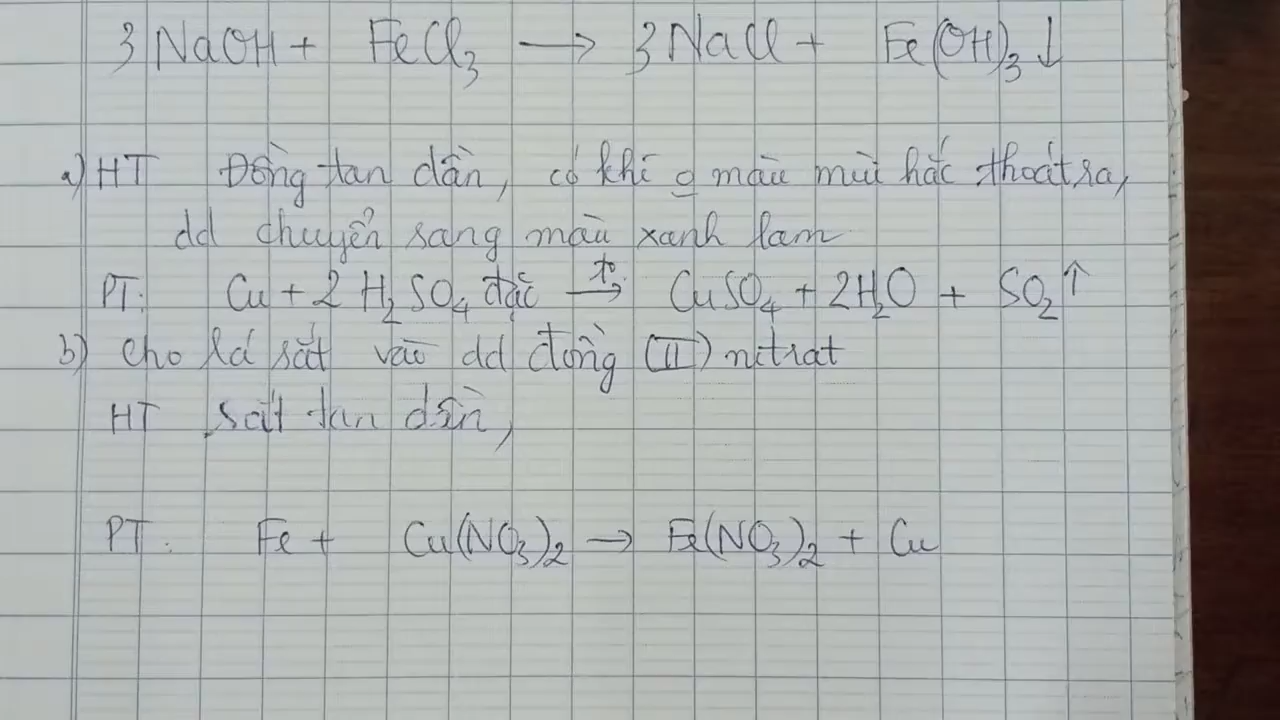 3NaOH + FeCl₃ → 3NaCl + Fe(OH)₃↓
a) HT Đồng tan dần, có khí o màu mùi hắc thoát ra,
dd chuyển sang màu xanh lam
PT: Cu + 2H₂SO₄ đặc t°→ CuSO₄ + 2H₂O + SO₂↑
b) cho lá sắt vào dd đồng (II) nitrat
HT sắt tan dần,
PT: Fe + Cu(NO₃)₂ → Fe(NO₃)₂ + Cu